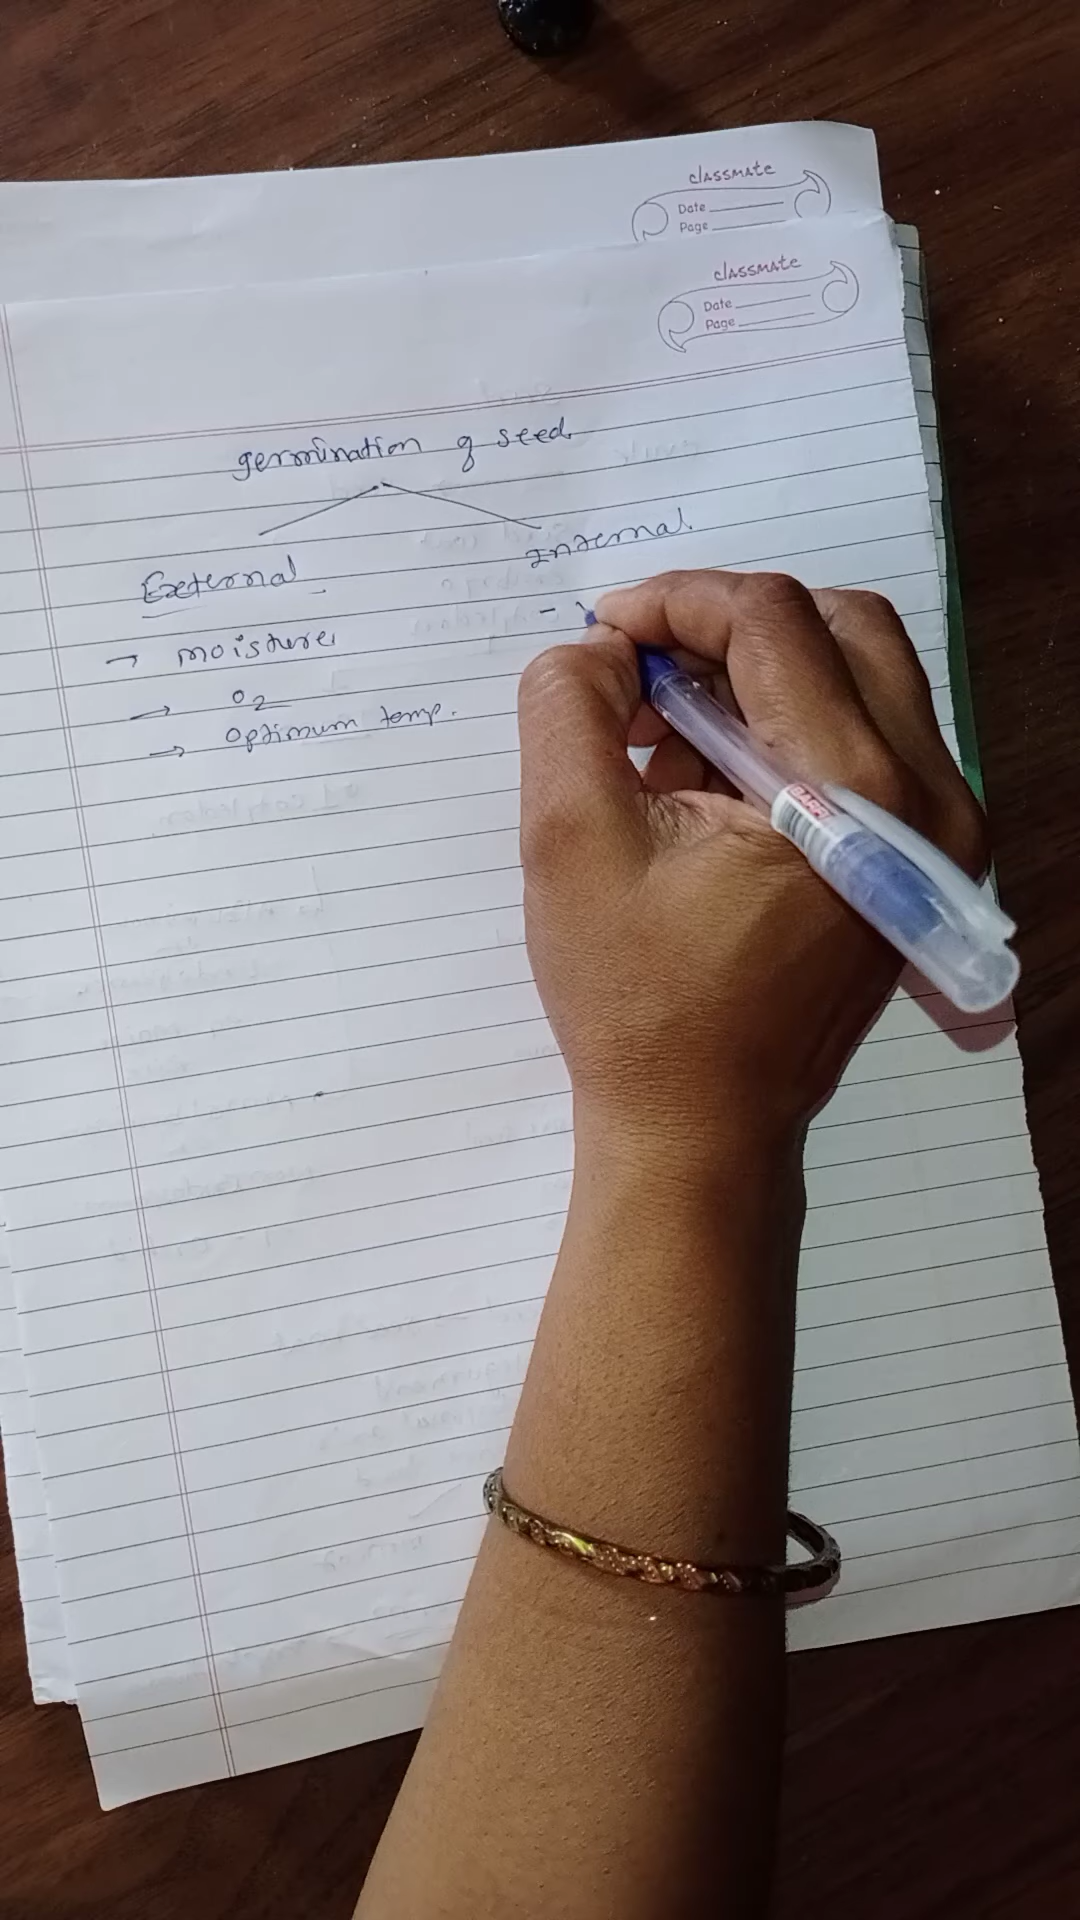 classmate
Date
Page
classmate
Date
Page
germination of seed
External
Internal
→ moisture
→ O2
→ optimum temp.
-